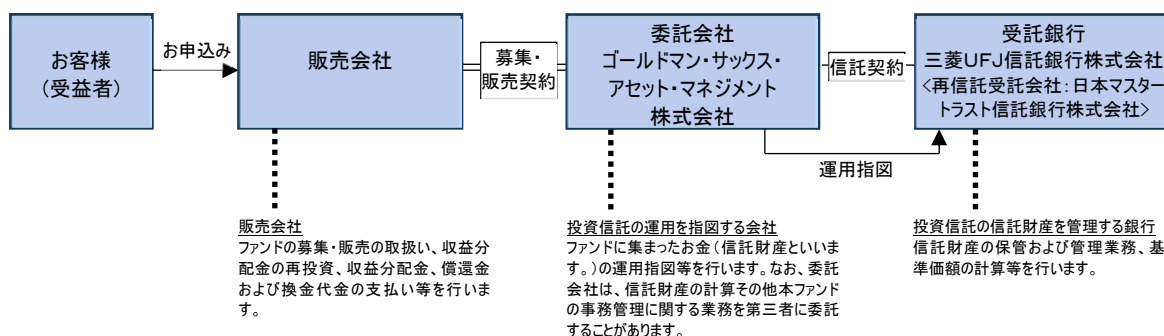 お客様
(受益者)
お申込み
販売会社
募集・
販売契約
委託会社
ゴールドマン・サックス・
アセット・マネジメント
株式会社
信託契約
受託銀行
三菱UFJ信託銀行株式会社
<再信託受託会社:日本マスター
トラスト信託銀行株式会社>
運用指図
販売会社
ファンドの募集・販売の取扱い、収益分
配金の再投資、収益分配金、償還金
および換金代金の支払い等を行いま
す。
投資信託の運用を指図する会社
ファンドに集まったお金(信託財産といいま
す。)の運用指図等を行います。なお、委託
会社は、信託財産の計算その他本ファンド
の事務管理に関する業務を第三者に委託
することがあります。
投資信託の信託財産を管理する銀行
信託財産の保管および管理業務、基
準価額の計算等を行います。